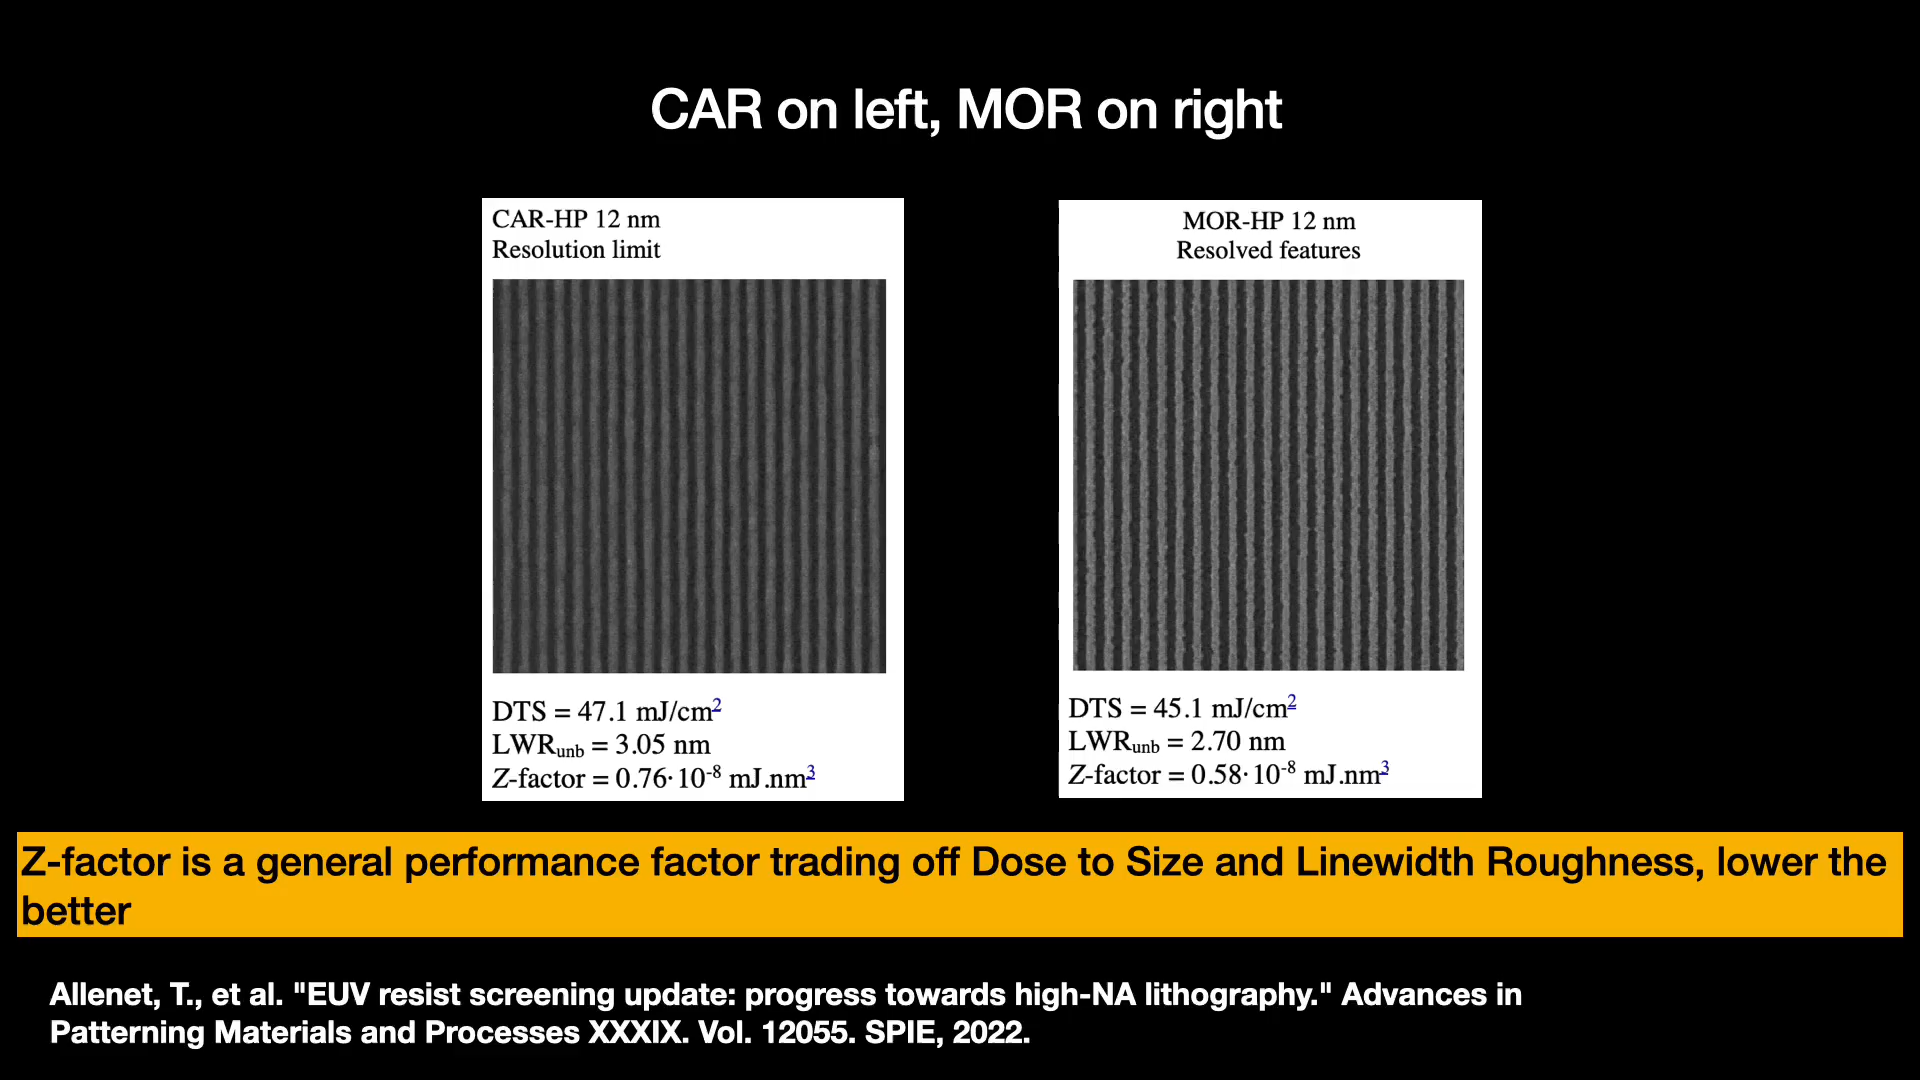 CAR on left, MOR on right
CAR-HP 12 nm
Resolution limit
DTS = 47.1 mJ/cm²
LWRunb = 3.05 nm
Z-factor = 0.76·10⁻⁸ mJ.nm³
MOR-HP 12 nm
Resolved features
DTS = 45.1 mJ/cm²
LWRunb = 2.70 nm
Z-factor = 0.58·10⁻⁸ mJ.nm³
Z-factor is a general performance factor trading off Dose to Size and Linewidth Roughness, lower the
better
Allenet, T., et al. "EUV resist screening update: progress towards high-NA lithography." Advances in
Patterning Materials and Processes XXXIX. Vol. 12055. SPIE, 2022.